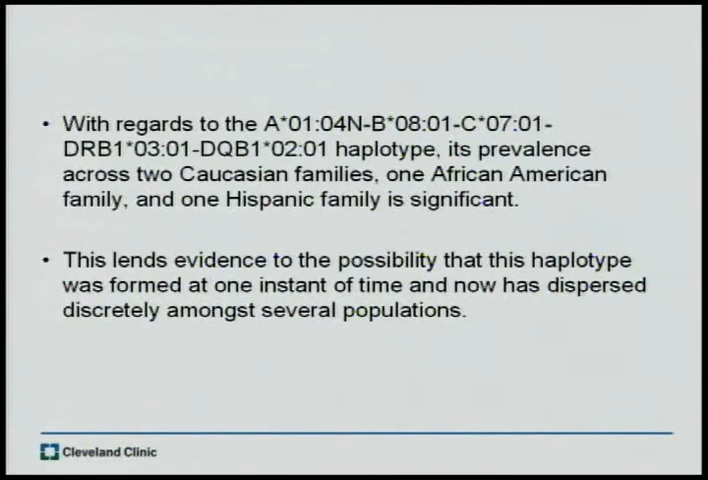 • With regards to the A*01:04N-B*08:01-C*07:01-
DRB1*03:01-DQB1*02:01 haplotype, its prevalence
across two Caucasian families, one African American
family, and one Hispanic family is significant.
• This lends evidence to the possibility that this haplotype
was formed at one instant of time and now has dispersed
discretely amongst several populations.
Cleveland Clinic